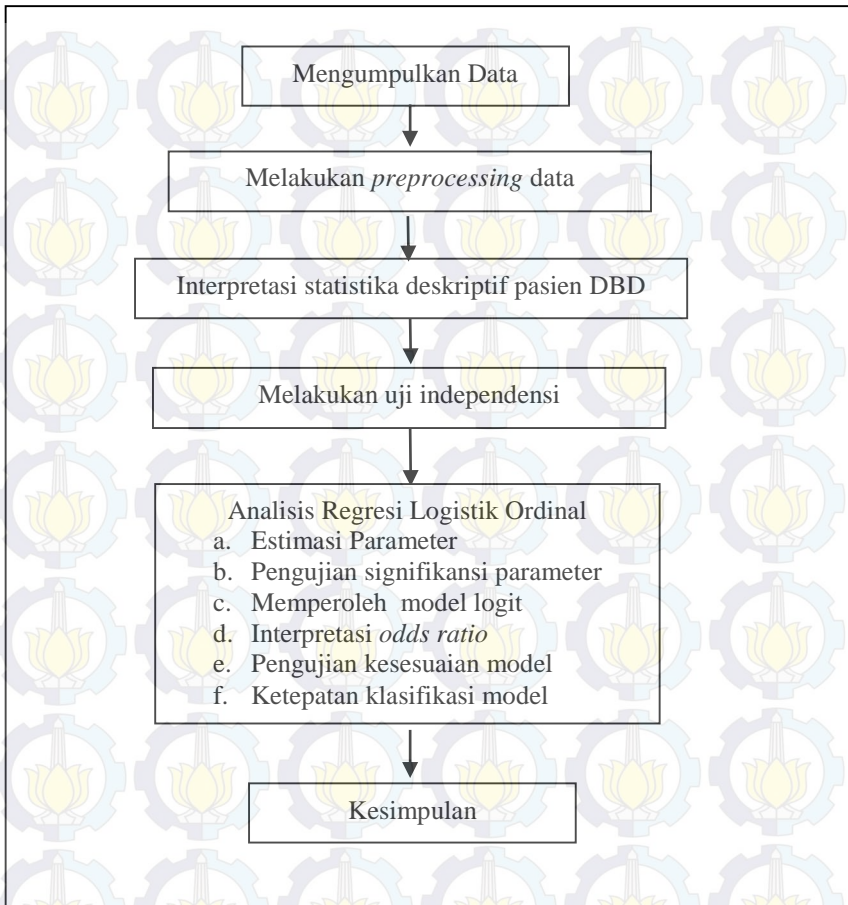 Mengumpulkan Data
Melakukan preprocessing data
Interpretasi statistika deskriptif pasien DBD
Melakukan uji independensi
Analisis Regresi Logistik Ordinal
a. Estimasi Parameter
b. Pengujian signifikansi parameter
c. Memperoleh model logit
d. Interpretasi odds ratio
e. Pengujian kesesuaian model
f. Ketepatan klasifikasi model
Kesimpulan